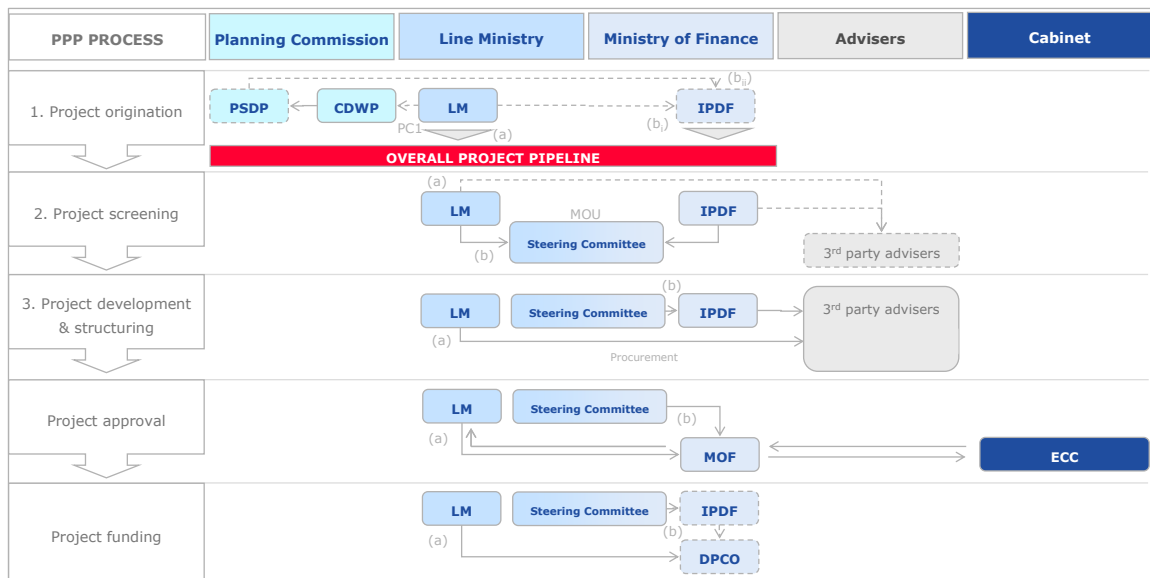 PPP PROCESS
Planning Commission
Line Ministry
Ministry of Finance
Advisers
Cabinet
1. Project origination
PSDP
CDWP
LM
IPDF
(bii)
(bi)
PC1
(a)
OVERALL PROJECT PIPELINE
2. Project screening
(a)
LM
MOU
IPDF
Steering Committee
(b)
3rd party advisers
3. Project development
& structuring
LM
Steering Committee
(b)
IPDF
3rd party advisers
(a)
Procurement
Project approval
LM
Steering Committee
(b)
(a)
MOF
ECC
Project funding
LM
Steering Committee
IPDF
(a)
(b)
DPCO